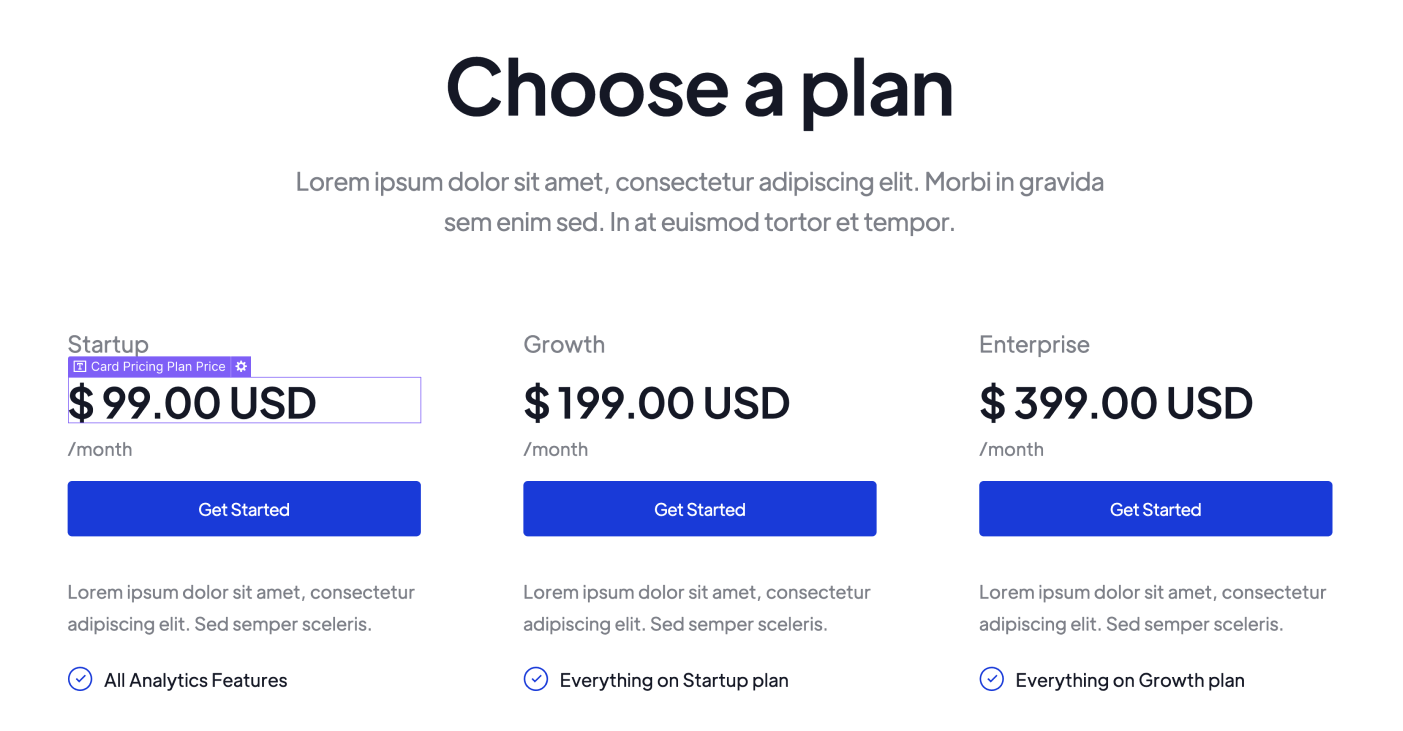 Choose a plan
Lorem ipsum dolor sit amet, consectetur adipiscing elit. Morbi in gravida
sem enim sed. In at euismod tortor et tempor.
Startup
Card Pricing Plan Price
$ 99.00 USD
/month
Get Started
Lorem ipsum dolor sit amet, consectetur
adipiscing elit. Sed semper sceleris.
All Analytics Features
Growth
$ 199.00 USD
/month
Get Started
Lorem ipsum dolor sit amet, consectetur
adipiscing elit. Sed semper sceleris.
Everything on Startup plan
Enterprise
$ 399.00 USD
/month
Get Started
Lorem ipsum dolor sit amet, consectetur
adipiscing elit. Sed semper sceleris.
Everything on Growth plan